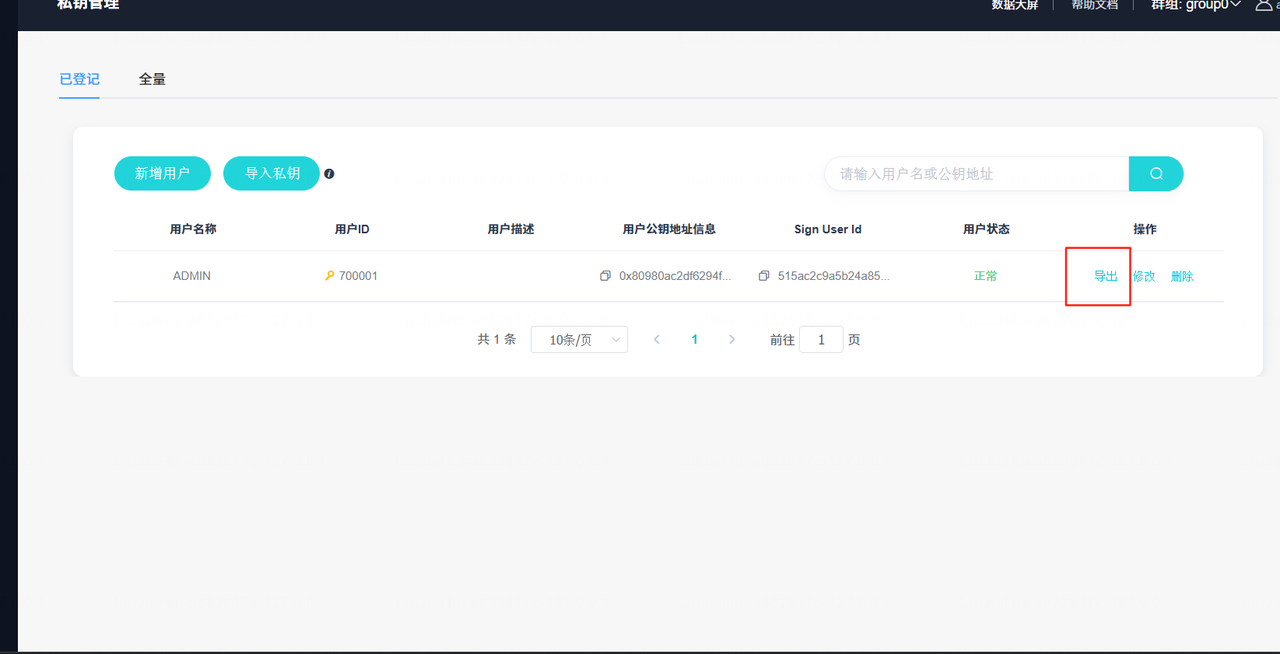 私钥管理
数据大屏 帮助文档 群组: group0
已登记 全量
新增用户 导入私钥 请输入用户名或公钥地址
用户名称 用户ID 用户描述 用户公钥地址信息 Sign User Id 用户状态 操作
ADMIN 700001 0x80980ac2df6294f... 515ac2c9a5b24a85... 正常 导出 修改 删除
共 1 条 10条/页 1 前往 1 页